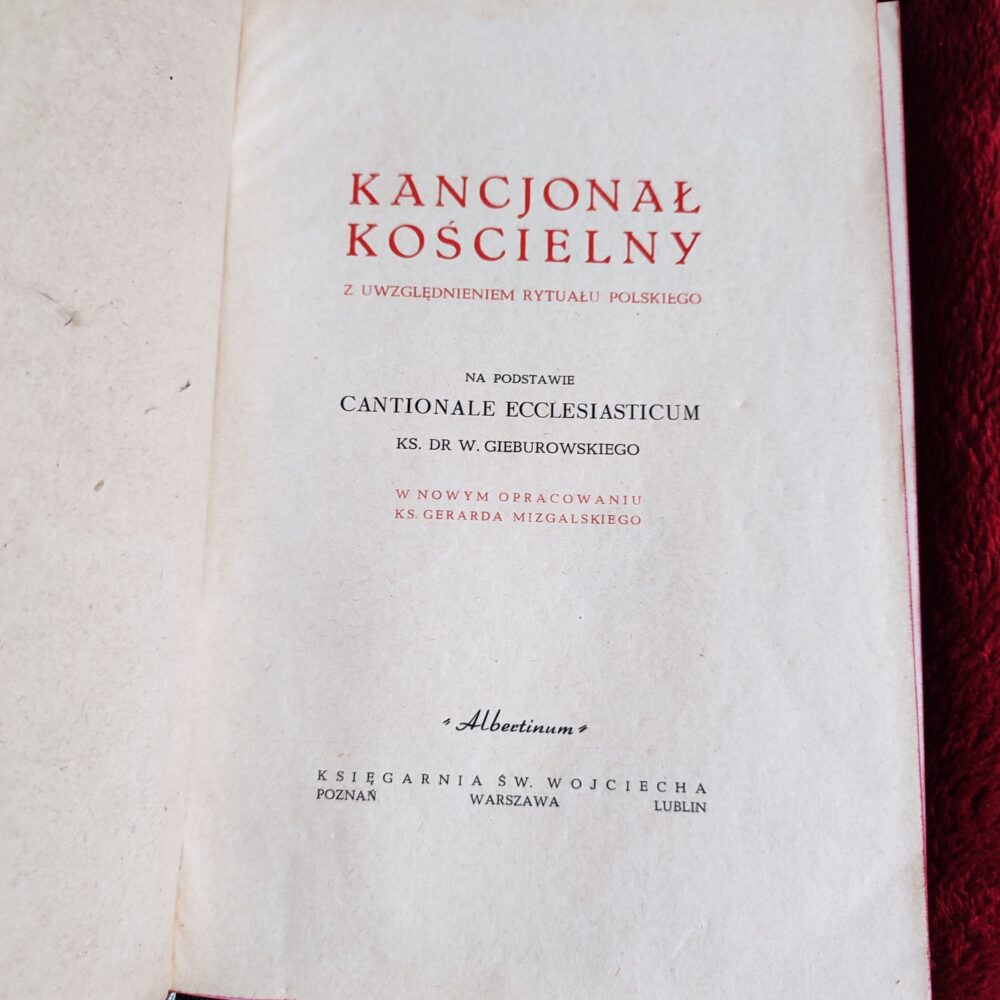 KANCJONAŁ
KOŚCIELNY
Z UWZGLĘDNIENIEM RYTUAŁU POLSKIEGO
NA PODSTAWIE
CANTIONALE ECCLESIASTICUM
KS. DR W. GIEBUROWSKIEGO
W NOWYM OPRACOWANIU
KS. GERARDA MIZGALSKIEGO
"Albertinum"
KSIĘGARNIA ŚW. WOJCIECHA
POZNAŃ WARSZAWA LUBLIN